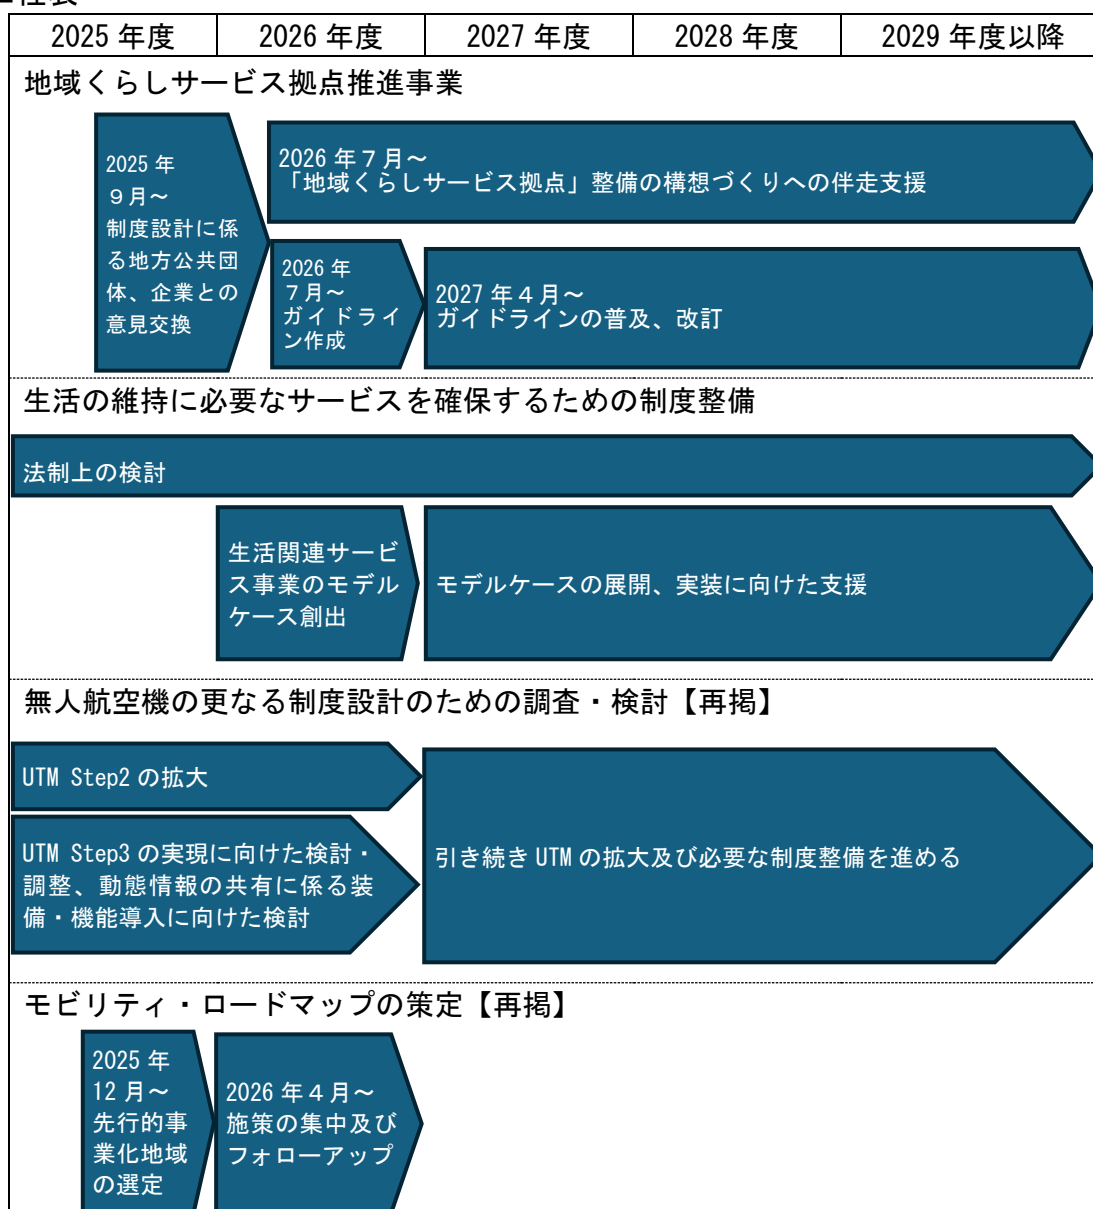 2025 年度
2026 年度
2027 年度
2028 年度
2029 年度以降
地域くらしサービス拠点推進事業
2025 年
９月～
制度設計に係
る地方公共団
体、企業との
意見交換
2026 年７月～
「地域くらしサービス拠点」整備の構想づくりへの伴走支援
2026 年
７月～
ガイドライ
ン作成
2027 年４月～
ガイドラインの普及、改訂
生活の維持に必要なサービスを確保するための制度整備
法制上の検討
生活関連サービ
ス事業のモデル
ケース創出
モデルケースの展開、実装に向けた支援
無人航空機の更なる制度設計のための調査・検討【再掲】
UTM Step2 の拡大
UTM Step3 の実現に向けた検討・
調整、動態情報の共有に係る装
備・機能導入に向けた検討
引き続き UTM の拡大及び必要な制度整備を進める
モビリティ・ロードマップの策定【再掲】
2025 年
12 月～
先行的事
業化地域
の選定
2026 年４月～
施策の集中及び
フォローアップ